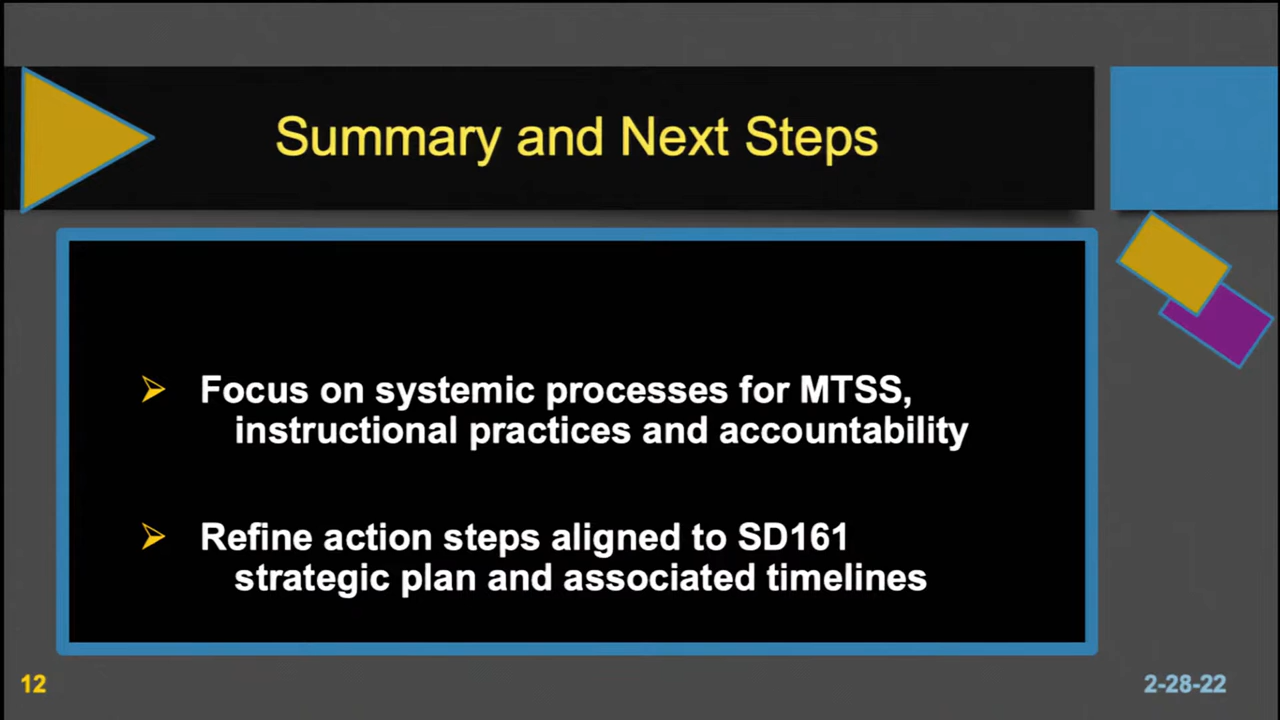 Summary and Next Steps
Focus on systemic processes for MTSS,
instructional practices and accountability
Refine action steps aligned to SD161
strategic plan and associated timelines
12
2-28-22